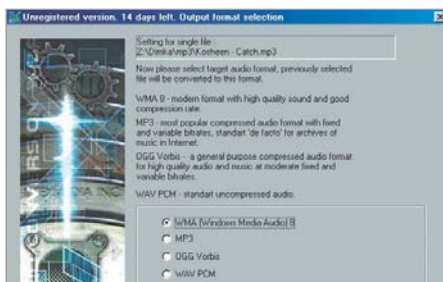 Unregistered version. 14 days left. Output format selection
Setting for single file :
Z:\Dimka\mp3\Kosheen - Catch.mp3
Now please select target audio format, previously selected
file will be converted to this format.
WMA 8 - modern format with high quality sound and good
compression rate.
MP3 - most popular compressed audio format with fixed
and variable bitrates, standart 'de facto' for archives of
music in Internet.
OGG Vorbis - a general purpose compressed audio format
for high quality audio and music at moderate fixed and
variable bitrates.
WAV PCM - standart uncompressed audio.
WMA (Windows Media Audio) 8
MP3
OGG Vorbis
WAV PCM